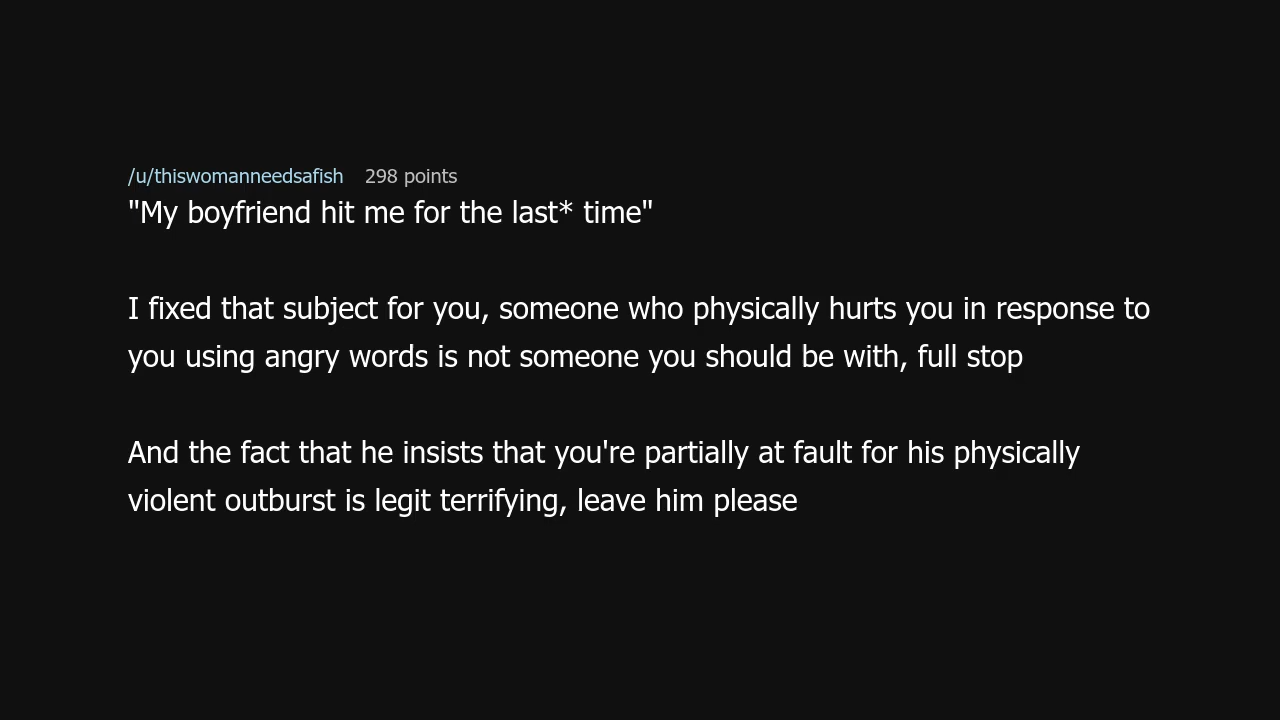 /u/thiswomanneedsafish 298 points
"My boyfriend hit me for the last* time"
I fixed that subject for you, someone who physically hurts you in response to
you using angry words is not someone you should be with, full stop
And the fact that he insists that you're partially at fault for his physically
violent outburst is legit terrifying, leave him please